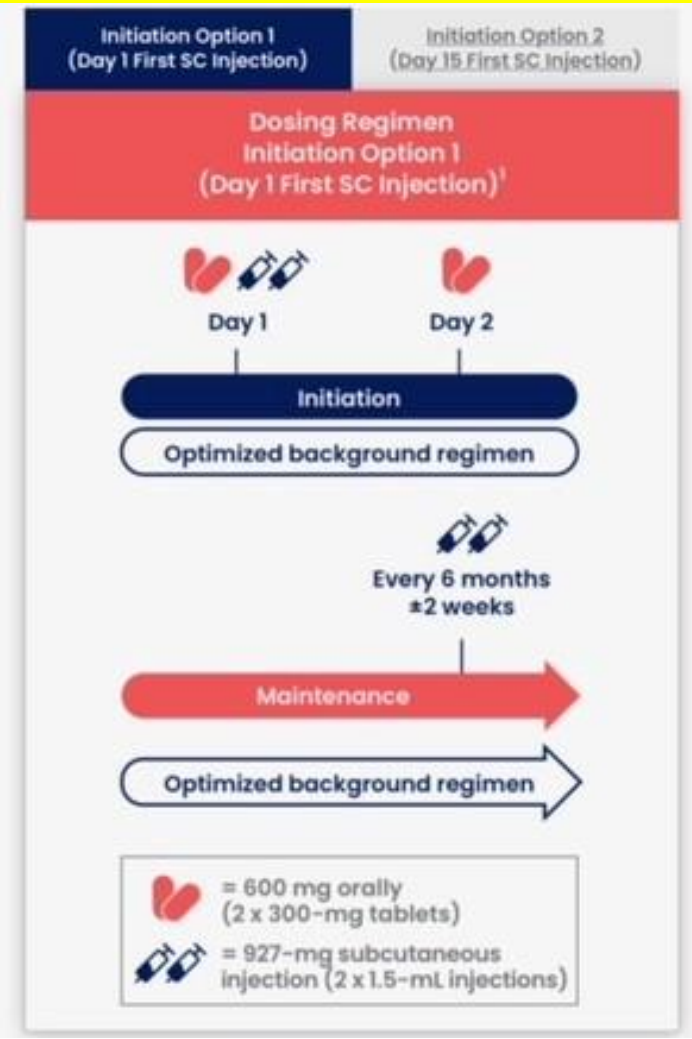 Initiation Option 1
(Day 1 First SC Injection)
Initiation Option 2
(Day 15 First SC Injection)
Dosing Regimen
Initiation Option 1
(Day 1 First SC Injection)¹
Day 1
Day 2
Initiation
Optimized background regimen
Every 6 months
±2 weeks
Maintenance
Optimized background regimen
= 600 mg orally
(2 x 300-mg tablets)
= 927-mg subcutaneous
injection (2 x 1.5-mL injections)